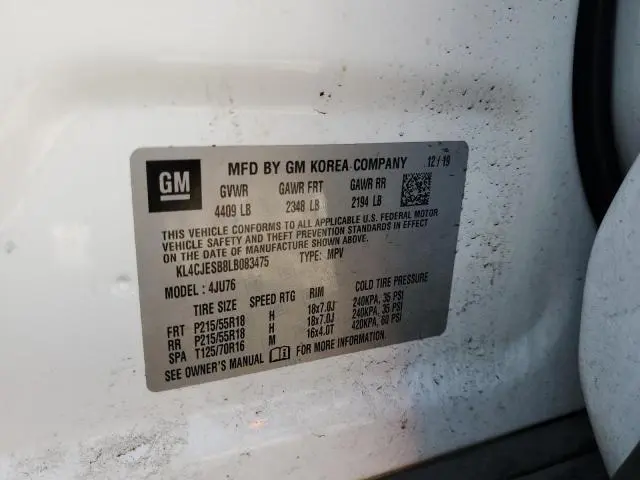 GM
MFD BY GM KOREA COMPANY 12/19
GVWR GAWR FRT GAWR RR
4409 LB 2348 LB 2194 LB
THIS VEHICLE CONFORMS TO ALL APPLICABLE U.S. FEDERAL MOTOR
VEHICLE SAFETY AND THEFT PREVENTION STANDARDS IN EFFECT
ON THE DATE OF MANUFACTURE SHOWN ABOVE.
KL4CJESB8LB083475 TYPE: MPV
MODEL: 4JU76
TIRE SIZE SPEED RTG RIM COLD TIRE PRESSURE
FRT P215/55R18 H 18x7.0J 240KPA, 35 PSI
RR P215/55R18 H 18x7.0J 240KPA, 35 PSI
SPA T125/70R16 M 16x4.0T 420KPA, 60 PSI
SEE OWNER'S MANUAL FOR MORE INFORMATION.